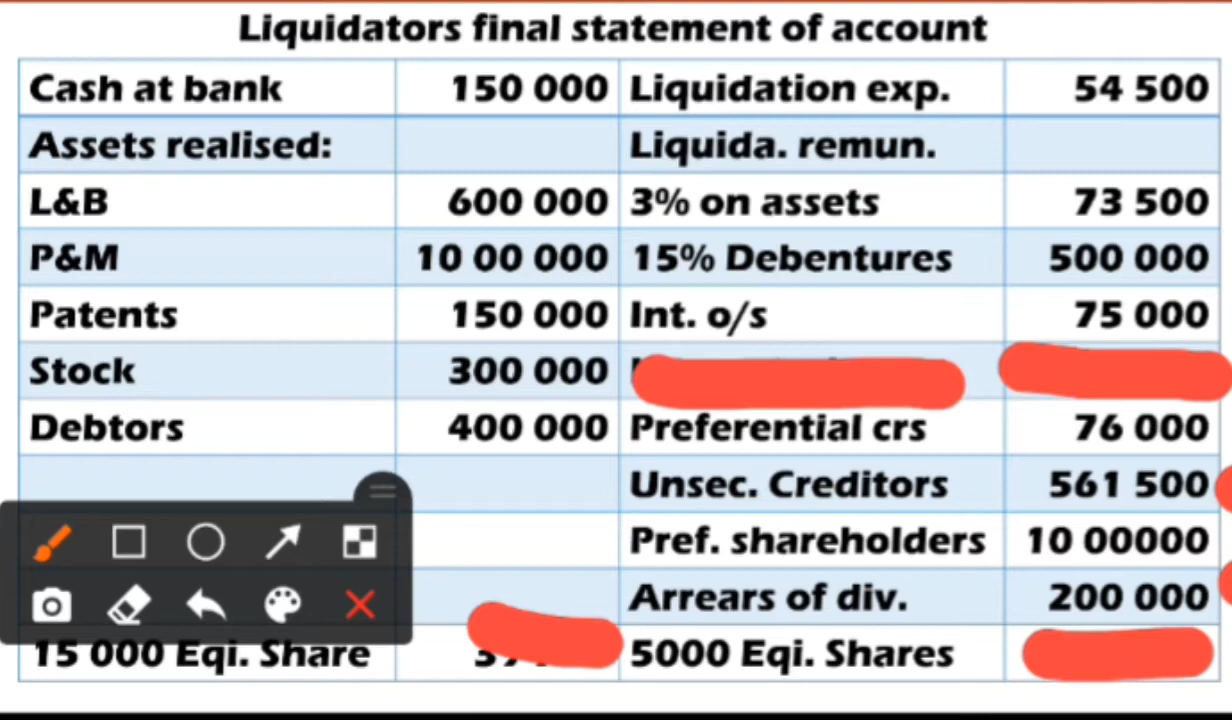 Liquidators final statement of account
Cash at bank 150 000 Liquidation exp. 54 500
Assets realised: Liquida. remun.
L&B 600 000 3% on assets 73 500
P&M 10 00 000 15% Debentures 500 000
Patents 150 000 Int. o/s 75 000
Stock 300 000
Debtors 400 000 Preferential crs 76 000
Unsec. Creditors 561 500
Pref. shareholders 10 00000
Arrears of div. 200 000
15 000 Eqi. Share 5000 Eqi. Shares